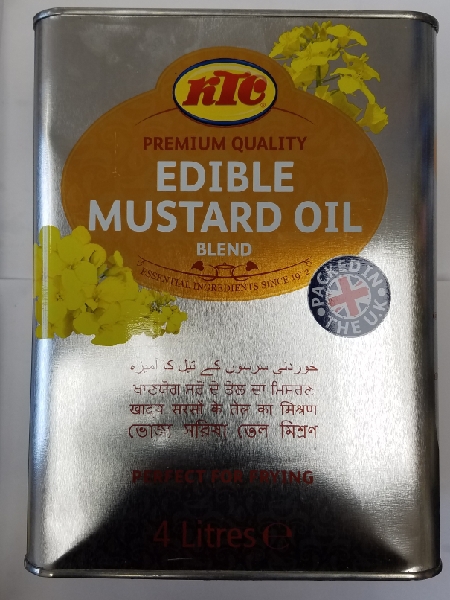 KTC
PREMIUM QUALITY
EDIBLE
MUSTARD OIL
BLEND
ESSENTIAL INGREDIENTS SINCE
PACKED IN
THE UK
خوردنی سرسوں کے تیل کا آمیزہ
ਖਾਣਯੋਗ ਸਰੋਂ ਦੇ ਤੇਲ ਦਾ ਮਿਸ਼ਰਣ
खाद्य सरसों के तेल का मिश्रण
ভোজ্য সরিষা তেল মিশ্রণ
PERFECT FOR FRYING
4 Litres ℮